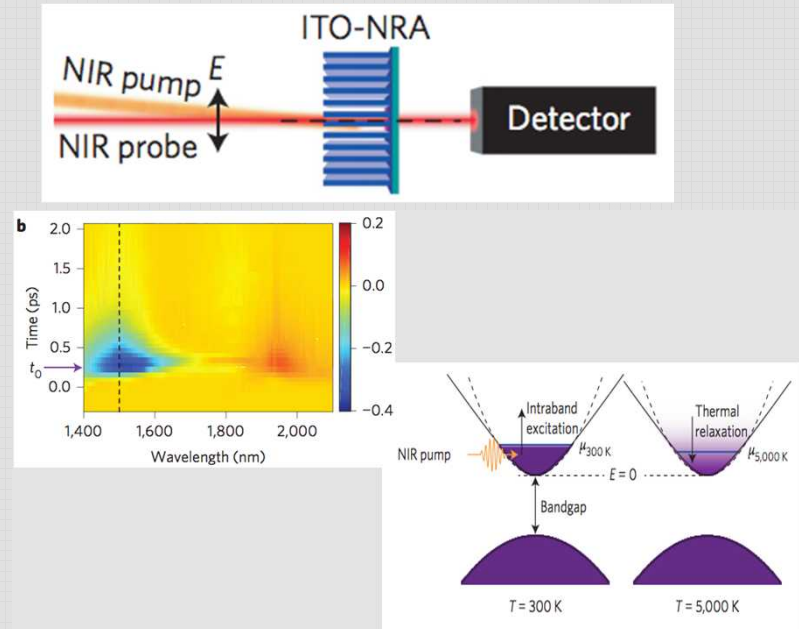 ITO-NRA
NIR pump
E
NIR probe
Detector
b
2.0
1.5
1.0
0.5
0.0
Time (ps)
t0
1,400
1,600
1,800
2,000
Wavelength (nm)
0.2
0.0
−0.2
−0.4
Intraband
excitation
NIR pump
μ300 K
E = 0
Bandgap
T = 300 K
Thermal
relaxation
μ5,000 K
T = 5,000 K